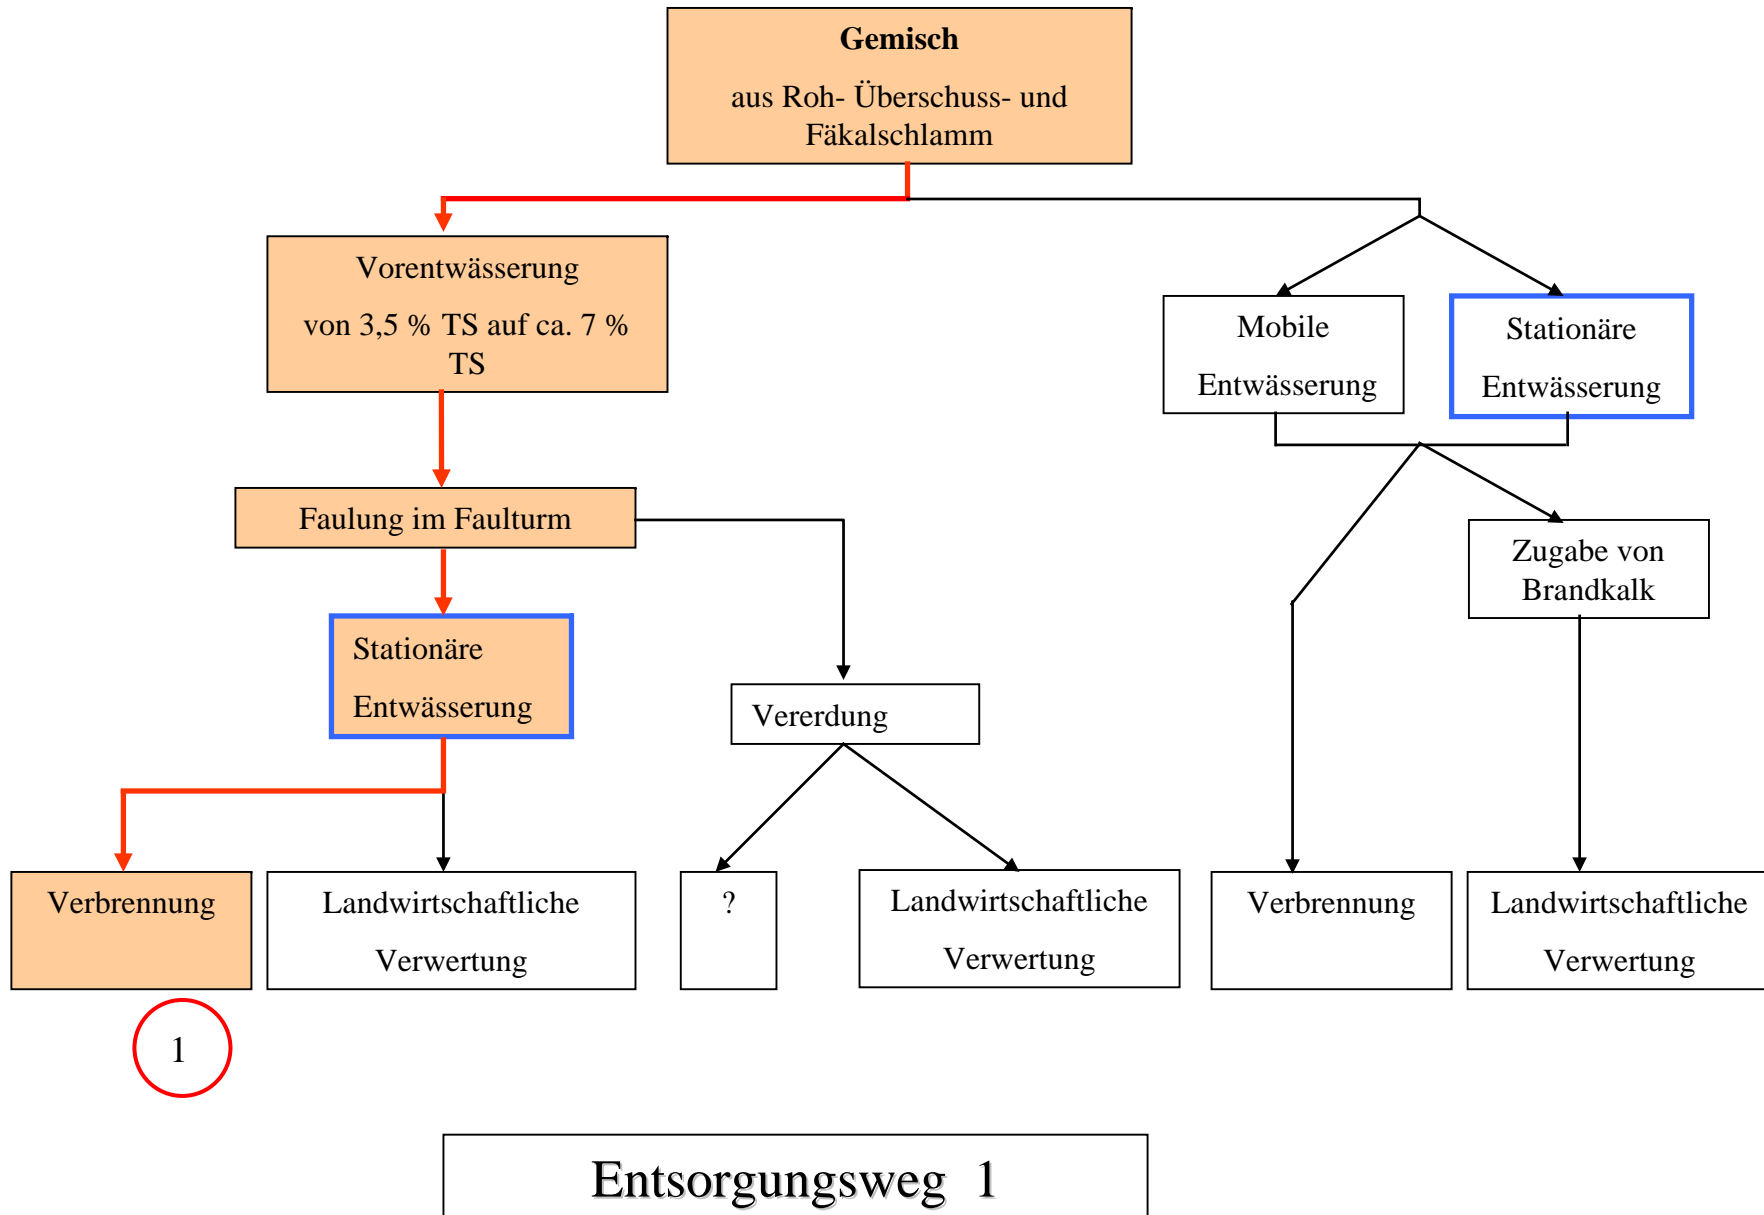 Gemisch
aus Roh- Überschuss- und
Fäkalschlamm
Vorentwässerung
von 3,5 % TS auf ca. 7 %
TS
Mobile
Entwässerung
Stationäre
Entwässerung
Faulung im Faulturm
Zugabe von
Brandkalk
Stationäre
Entwässerung
Vererdung
Verbrennung
Landwirtschaftliche
Verwertung
?
Landwirtschaftliche
Verwertung
Verbrennung
Landwirtschaftliche
Verwertung
1
Entsorgungsweg 1